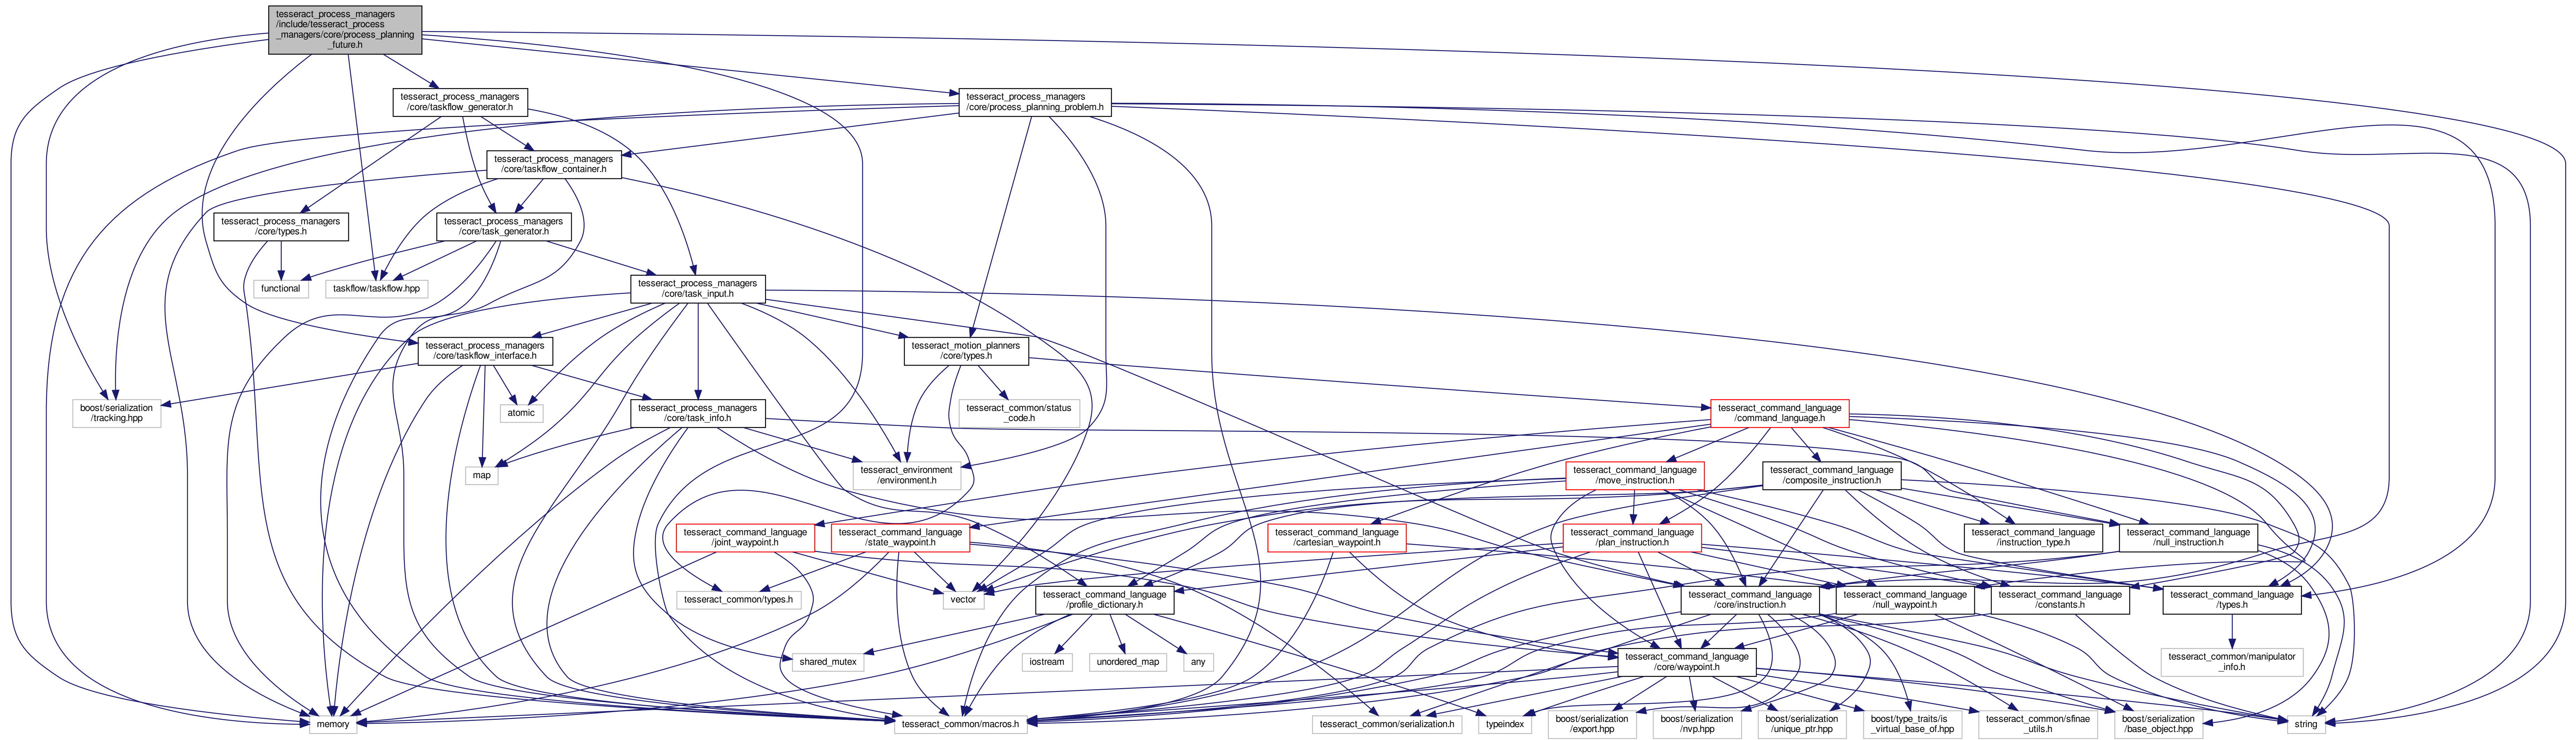 tesseract_process_managers
/include/tesseract_process
_managers/core/process_planning
_future.h
tesseract_process_managers
/core/taskflow_generator.h
tesseract_process_managers
/core/process_planning_problem.h
tesseract_process_managers
/core/taskflow_container.h
tesseract_process_managers
/core/types.h
tesseract_process_managers
/core/task_generator.h
functional
taskflow/taskflow.hpp
tesseract_process_managers
/core/task_input.h
tesseract_process_managers
/core/taskflow_interface.h
tesseract_motion_planners
/core/types.h
boost/serialization
/tracking.hpp
atomic
tesseract_process_managers
/core/task_info.h
tesseract_common/status
_code.h
tesseract_command_language
/command_language.h
map
tesseract_environment
/environment.h
tesseract_command_language
/move_instruction.h
tesseract_command_language
/composite_instruction.h
tesseract_command_language
/joint_waypoint.h
tesseract_command_language
/state_waypoint.h
tesseract_command_language
/cartesian_waypoint.h
tesseract_command_language
/plan_instruction.h
tesseract_command_language
/instruction_type.h
tesseract_command_language
/null_instruction.h
tesseract_common/types.h
vector
tesseract_command_language
/profile_dictionary.h
tesseract_command_language
/core/instruction.h
tesseract_command_language
/null_waypoint.h
tesseract_command_language
/constants.h
tesseract_command_language
/types.h
shared_mutex
iostream
unordered_map
any
tesseract_command_language
/core/waypoint.h
tesseract_common/manipulator
_info.h
memory
tesseract_common/macros.h
tesseract_common/serialization.h
typeindex
boost/serialization
/export.hpp
boost/serialization
/nvp.hpp
boost/serialization
/unique_ptr.hpp
boost/type_traits/is
_virtual_base_of.hpp
tesseract_common/sfinae
_utils.h
boost/serialization
/base_object.hpp
string